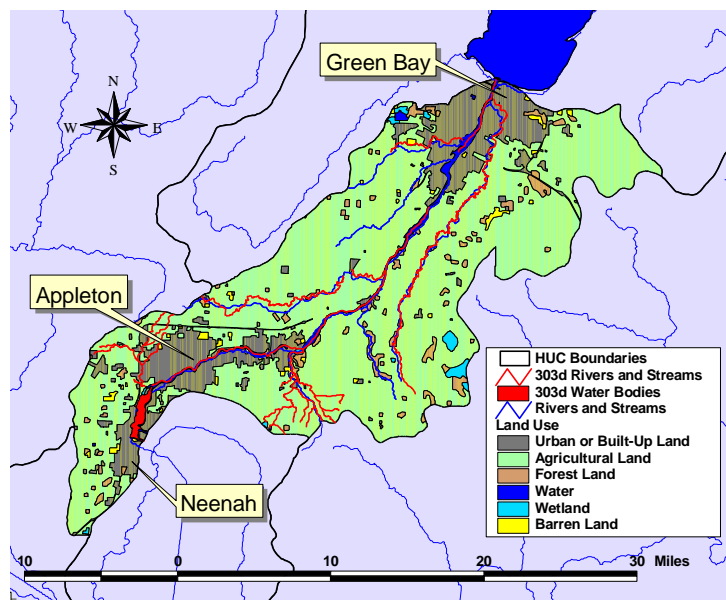 Green Bay
N
W E
S
Appleton
Neenah
HUC Boundaries
303d Rivers and Streams
303d Water Bodies
Rivers and Streams
Land Use
Urban or Built-Up Land
Agricultural Land
Forest Land
Water
Wetland
Barren Land
10 0 10 20 30 Miles